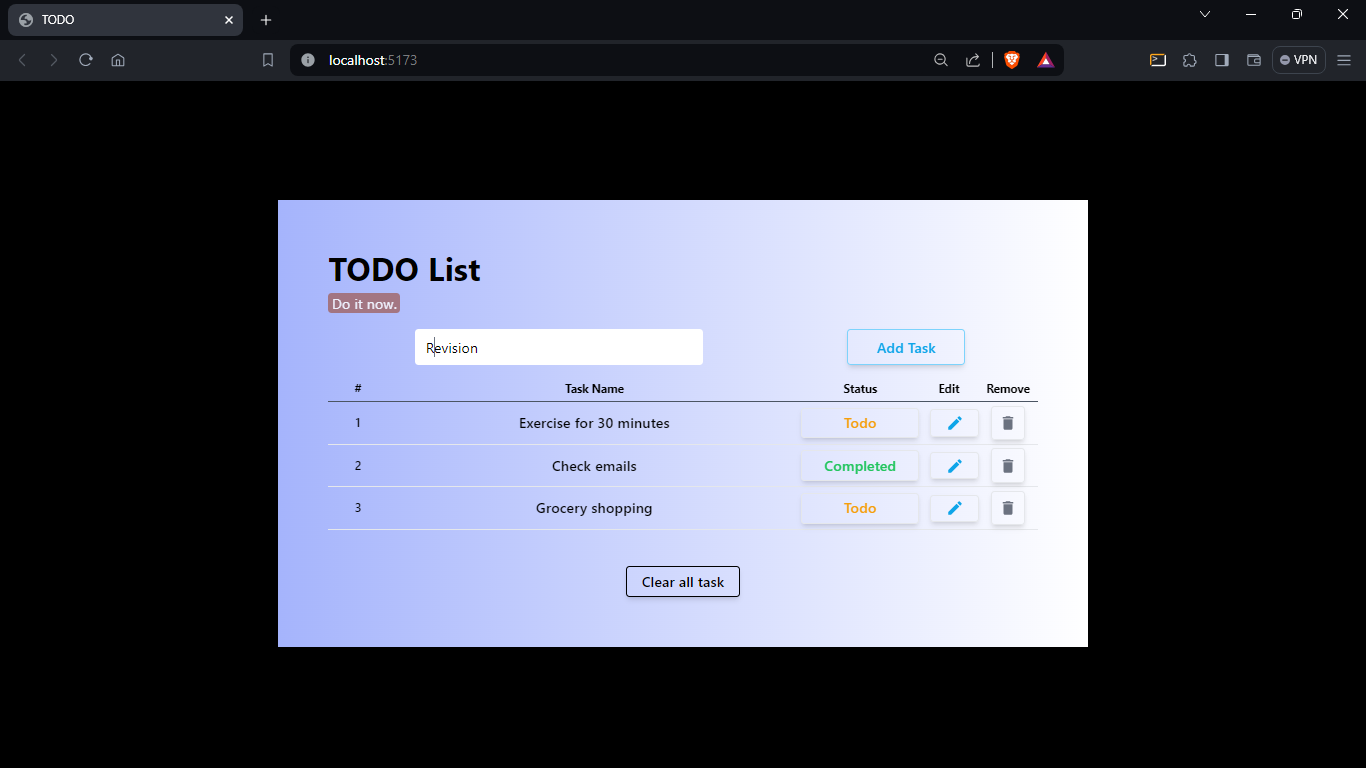 TODO
localhost:5173
VPN
TODO List
Do it now.
Revision
Add Task
# Task Name Status Edit Remove
1 Exercise for 30 minutes Todo
2 Check emails Completed
3 Grocery shopping Todo
Clear all task